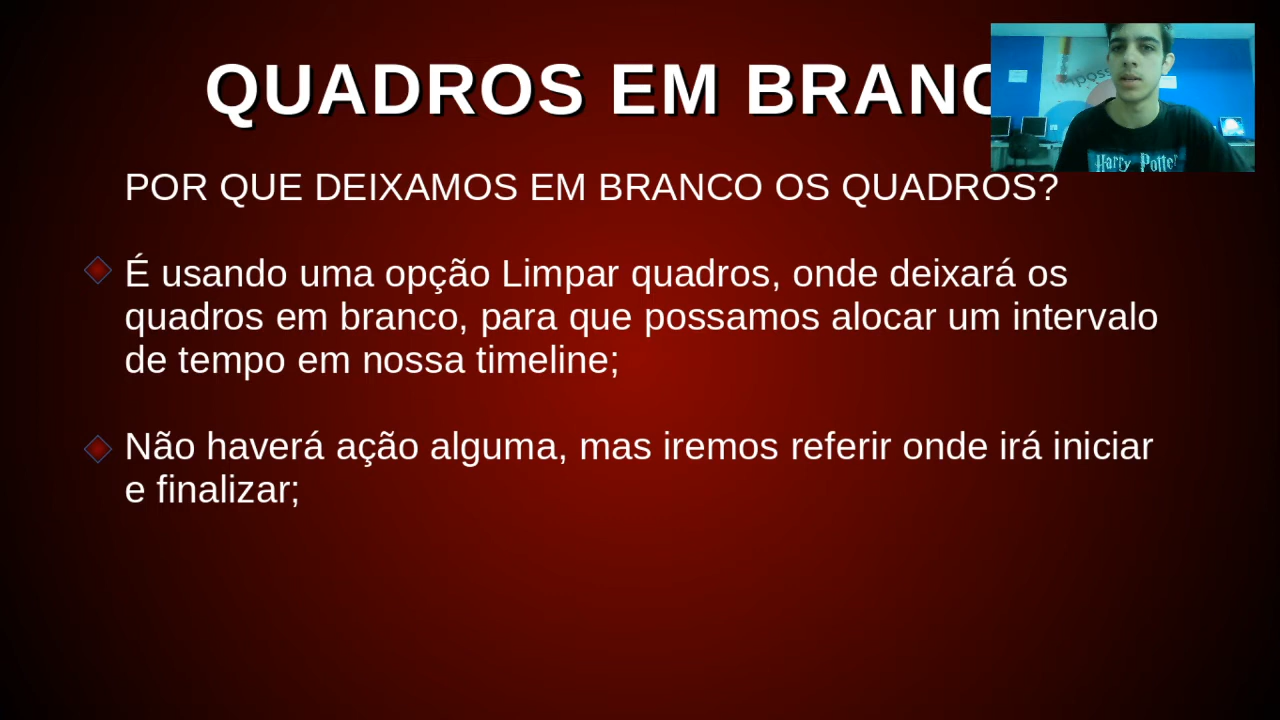 QUADROS EM BRANC
POR QUE DEIXAMOS EM BRANCO OS QUADROS?
É usando uma opção Limpar quadros, onde deixará os
quadros em branco, para que possamos alocar um intervalo
de tempo em nossa timeline;
Não haverá ação alguma, mas iremos referir onde irá iniciar
e finalizar;
Harry Potter